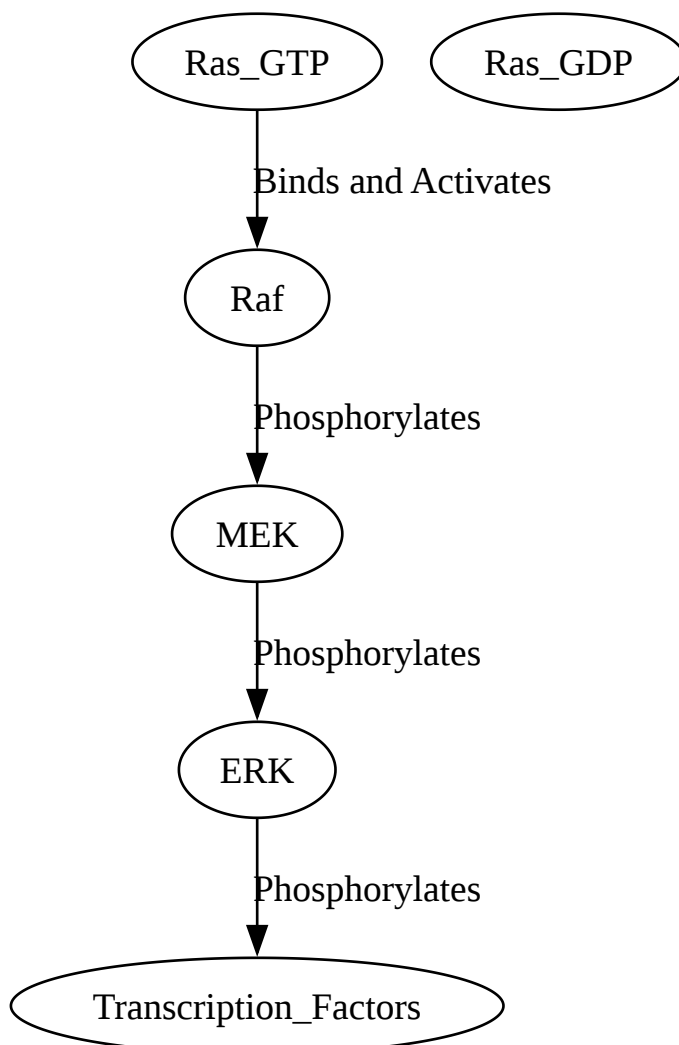 Ras_GTP
Ras_GDP
Binds and Activates
Raf
Phosphorylates
MEK
Phosphorylates
ERK
Phosphorylates
Transcription_Factors